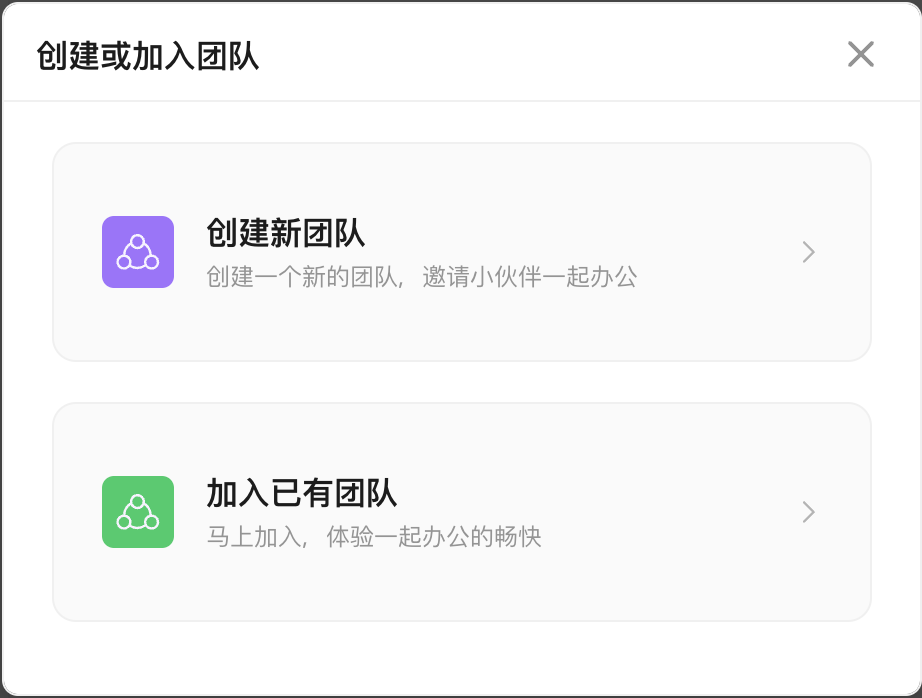 创建或加入团队
创建新团队
创建一个新的团队，邀请小伙伴一起办公
加入已有团队
马上加入，体验一起办公的畅快